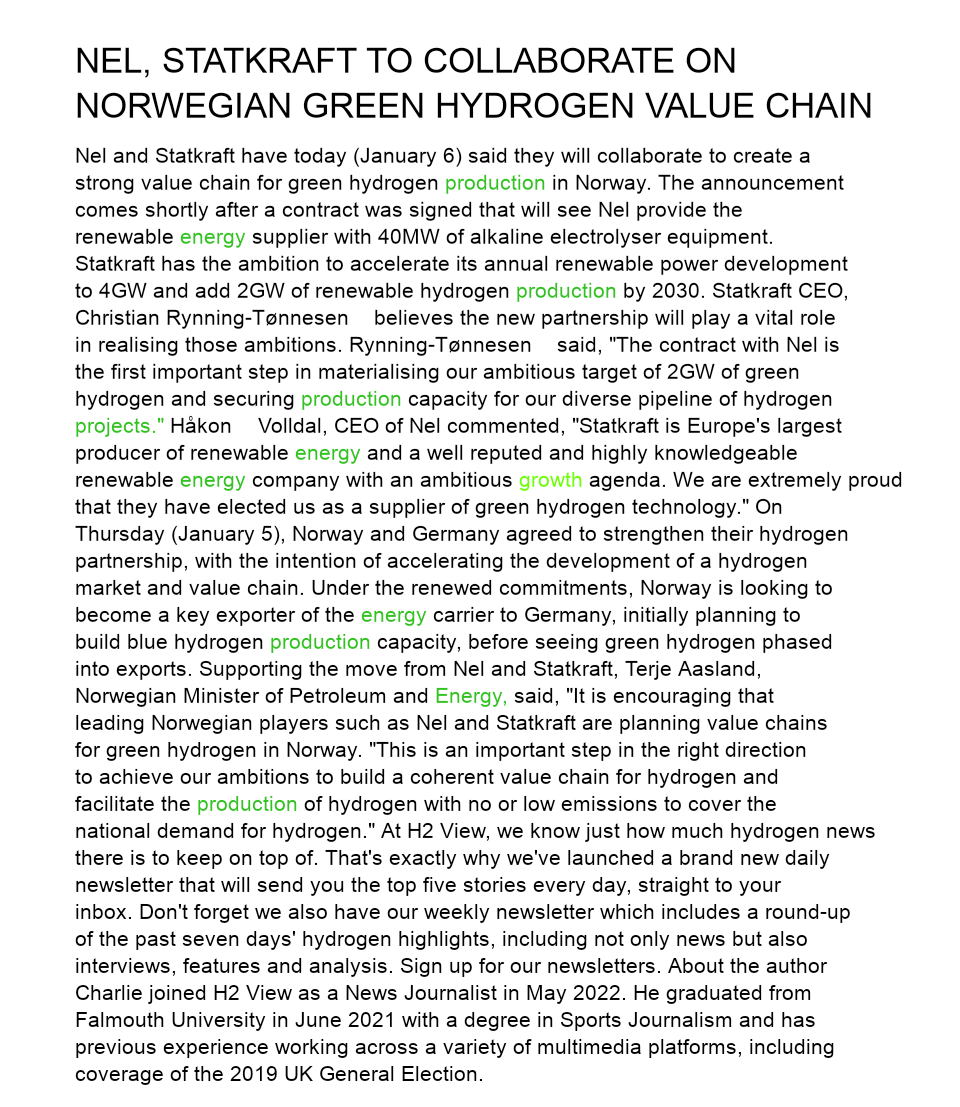 NEL, STATKRAFT TO COLLABORATE ON
NORWEGIAN GREEN HYDROGEN VALUE CHAIN
Nel and Statkraft have today (January 6) said they will collaborate to create a
strong value chain for green hydrogen production in Norway. The announcement
comes shortly after a contract was signed that will see Nel provide the
renewable energy supplier with 40MW of alkaline electrolyser equipment.
Statkraft has the ambition to accelerate its annual renewable power development
to 4GW and add 2GW of renewable hydrogen production by 2030. Statkraft CEO,
Christian Rynning-Tønnesen believes the new partnership will play a vital role
in realising those ambitions. Rynning-Tønnesen said, "The contract with Nel is
the first important step in materialising our ambitious target of 2GW of green
hydrogen and securing production capacity for our diverse pipeline of hydrogen
projects." Håkon Volldal, CEO of Nel commented, "Statkraft is Europe's largest
producer of renewable energy and a well reputed and highly knowledgeable
renewable energy company with an ambitious growth agenda. We are extremely proud
that they have elected us as a supplier of green hydrogen technology." On
Thursday (January 5), Norway and Germany agreed to strengthen their hydrogen
partnership, with the intention of accelerating the development of a hydrogen
market and value chain. Under the renewed commitments, Norway is looking to
become a key exporter of the energy carrier to Germany, initially planning to
build blue hydrogen production capacity, before seeing green hydrogen phased
into exports. Supporting the move from Nel and Statkraft, Terje Aasland,
Norwegian Minister of Petroleum and Energy, said, "It is encouraging that
leading Norwegian players such as Nel and Statkraft are planning value chains
for green hydrogen in Norway. "This is an important step in the right direction
to achieve our ambitions to build a coherent value chain for hydrogen and
facilitate the production of hydrogen with no or low emissions to cover the
national demand for hydrogen." At H2 View, we know just how much hydrogen news
there is to keep on top of. That's exactly why we've launched a brand new daily
newsletter that will send you the top five stories every day, straight to your
inbox. Don't forget we also have our weekly newsletter which includes a round-up
of the past seven days' hydrogen highlights, including not only news but also
interviews, features and analysis. Sign up for our newsletters. About the author
Charlie joined H2 View as a News Journalist in May 2022. He graduated from
Falmouth University in June 2021 with a degree in Sports Journalism and has
previous experience working across a variety of multimedia platforms, including
coverage of the 2019 UK General Election.